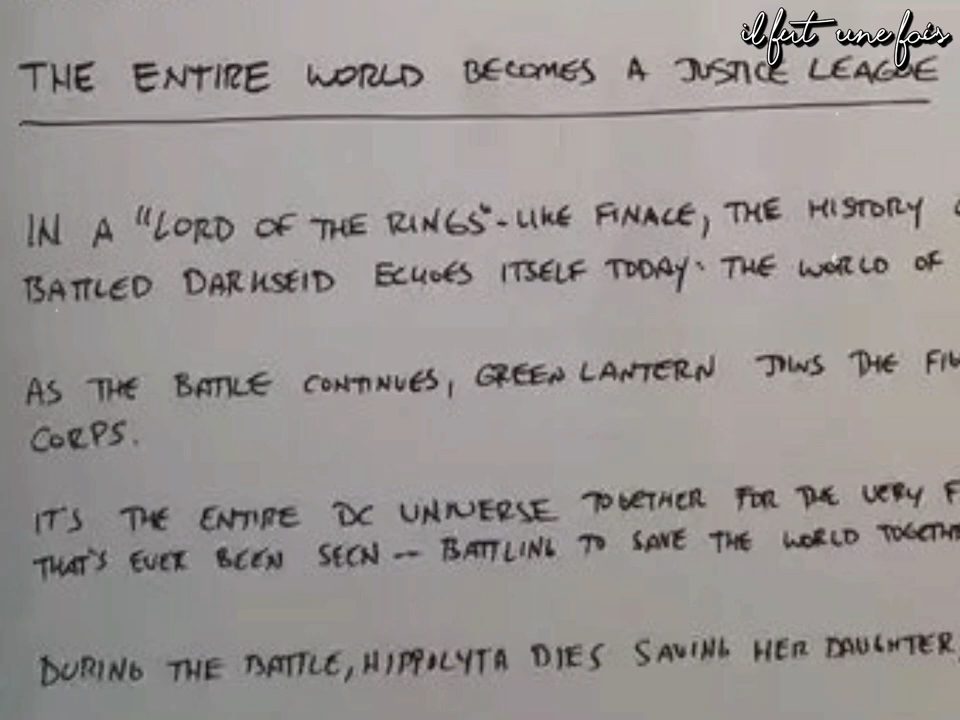 il fut une fois
THE ENTIRE WORLD BECOMES A JUSTICE LEAGUE
IN A "LORD OF THE RINGS"-LIKE FINALE, THE HISTORY
BATTLED DARKSEID ECHOES ITSELF TODAY: THE WORLD OF
AS THE BATTLE CONTINUES, GREEN LANTERN JOINS THE
CORPS.
IT'S THE ENTIRE DC UNIVERSE TOGETHER FOR THE VERY
THAT'S EVER BEEN SEEN -- BATTLING TO SAVE THE WORLD
DURING THE BATTLE, HIPPOLYTA DIES SAVING HER DAUGHTER,